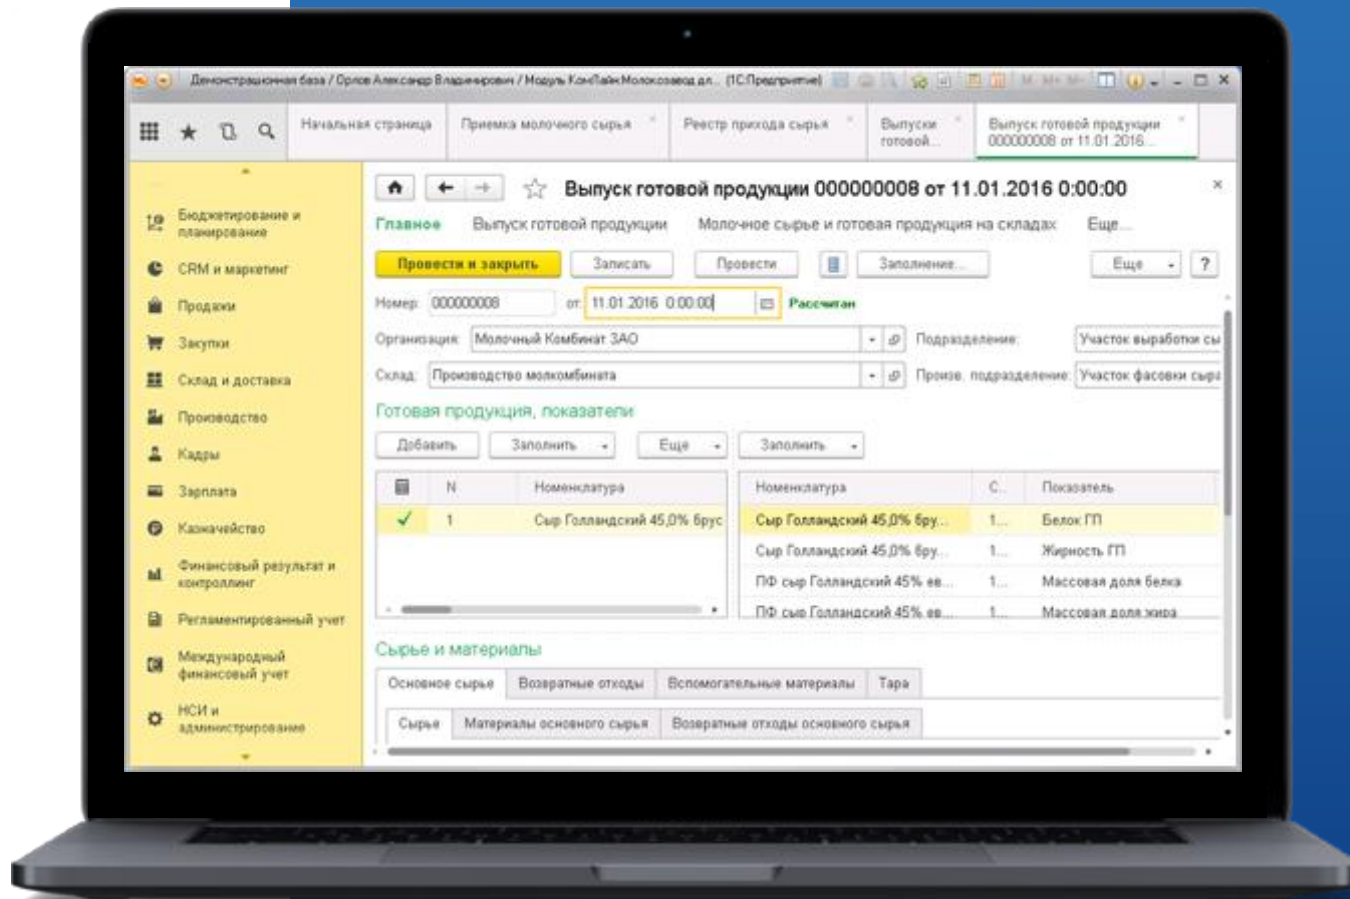 Демонстрационная база / Орлов Александр Владимирович / Модуль КомЛайн:Молокозавод дл... (1С:Предприятие)
M M+ M-
Начальная страница
Приемка молочного сырья
Реестр прихода сырья
Выпуски
готовой...
Выпуск готовой продукции
000000008 от 11.01.2016...
Бюджетирование и
планирование
CRM и маркетинг
Продажи
Закупки
Склад и доставка
Производство
Кадры
Зарплата
Казначейство
Финансовый результат и
контроллинг
Регламентированный учет
Международный
финансовый учет
НСИ и
администрирование
Выпуск готовой продукции 000000008 от 11.01.2016 0:00:00
Главное Выпуск готовой продукции Молочное сырье и готовая продукция на складах Еще...
Провести и закрыть Записать Провести Заполнение... Еще ?
Номер: 000000008 от: 11.01.2016 0:00:00 Рассчитан
Организация: Молочный Комбинат ЗАО Подразделение: Участок выработки сы
Склад: Производство молкомбината Произв. подразделение: Участок фасовки сыра
Готовая продукция, показатели
Добавить Заполнить Еще Заполнить
N Номенклатура Номенклатура С... Показатель
1 Сыр Голландский 45,0% брус Сыр Голландский 45,0% бру... 1... Белок ГП
Сыр Голландский 45,0% бру... 1... Жирность ГП
ПФ сыр Голландский 45% ев... 1... Массовая доля белка
ПФ сыр Голландский 45% ев... 1... Массовая доля жира
Сырье и материалы
Основное сырье Возвратные отходы Вспомогательные материалы Тара
Сырье Материалы основного сырья Возвратные отходы основного сырья